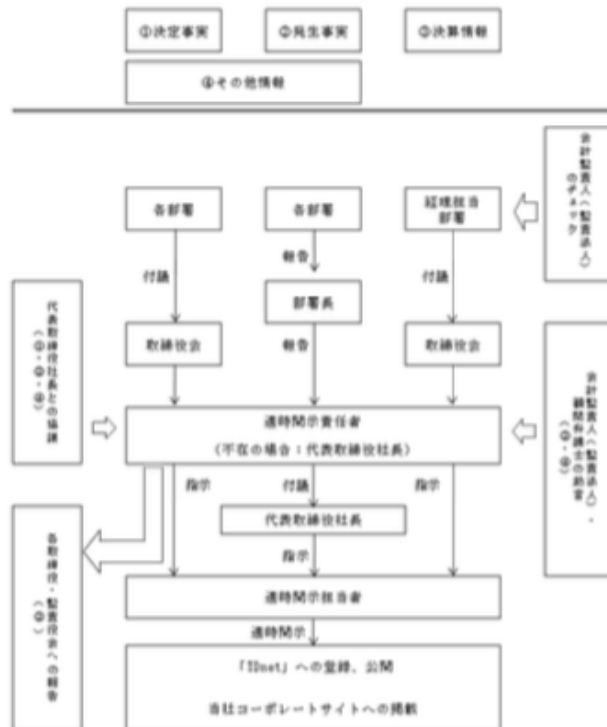 ①決定事実
②発生事実
③決算情報
④その他情報
会計監査人(監査法人)
のチェック
各部署
各部署
経理担当
部署
報告
付議
付議
部署長
取締役会
報告
取締役会
代表取締役社長との協議
会計監査人(監査法人)・
顧問弁護士の助言
適時開示責任者
(不在の場合:代表取締役社長)
指示
付議
指示
代表取締役社長
指示
各取締役・監査役会への報告
適時開示担当者
適時開示
「TDnet」への登録、公開
当社コーポレートサイトへの掲載